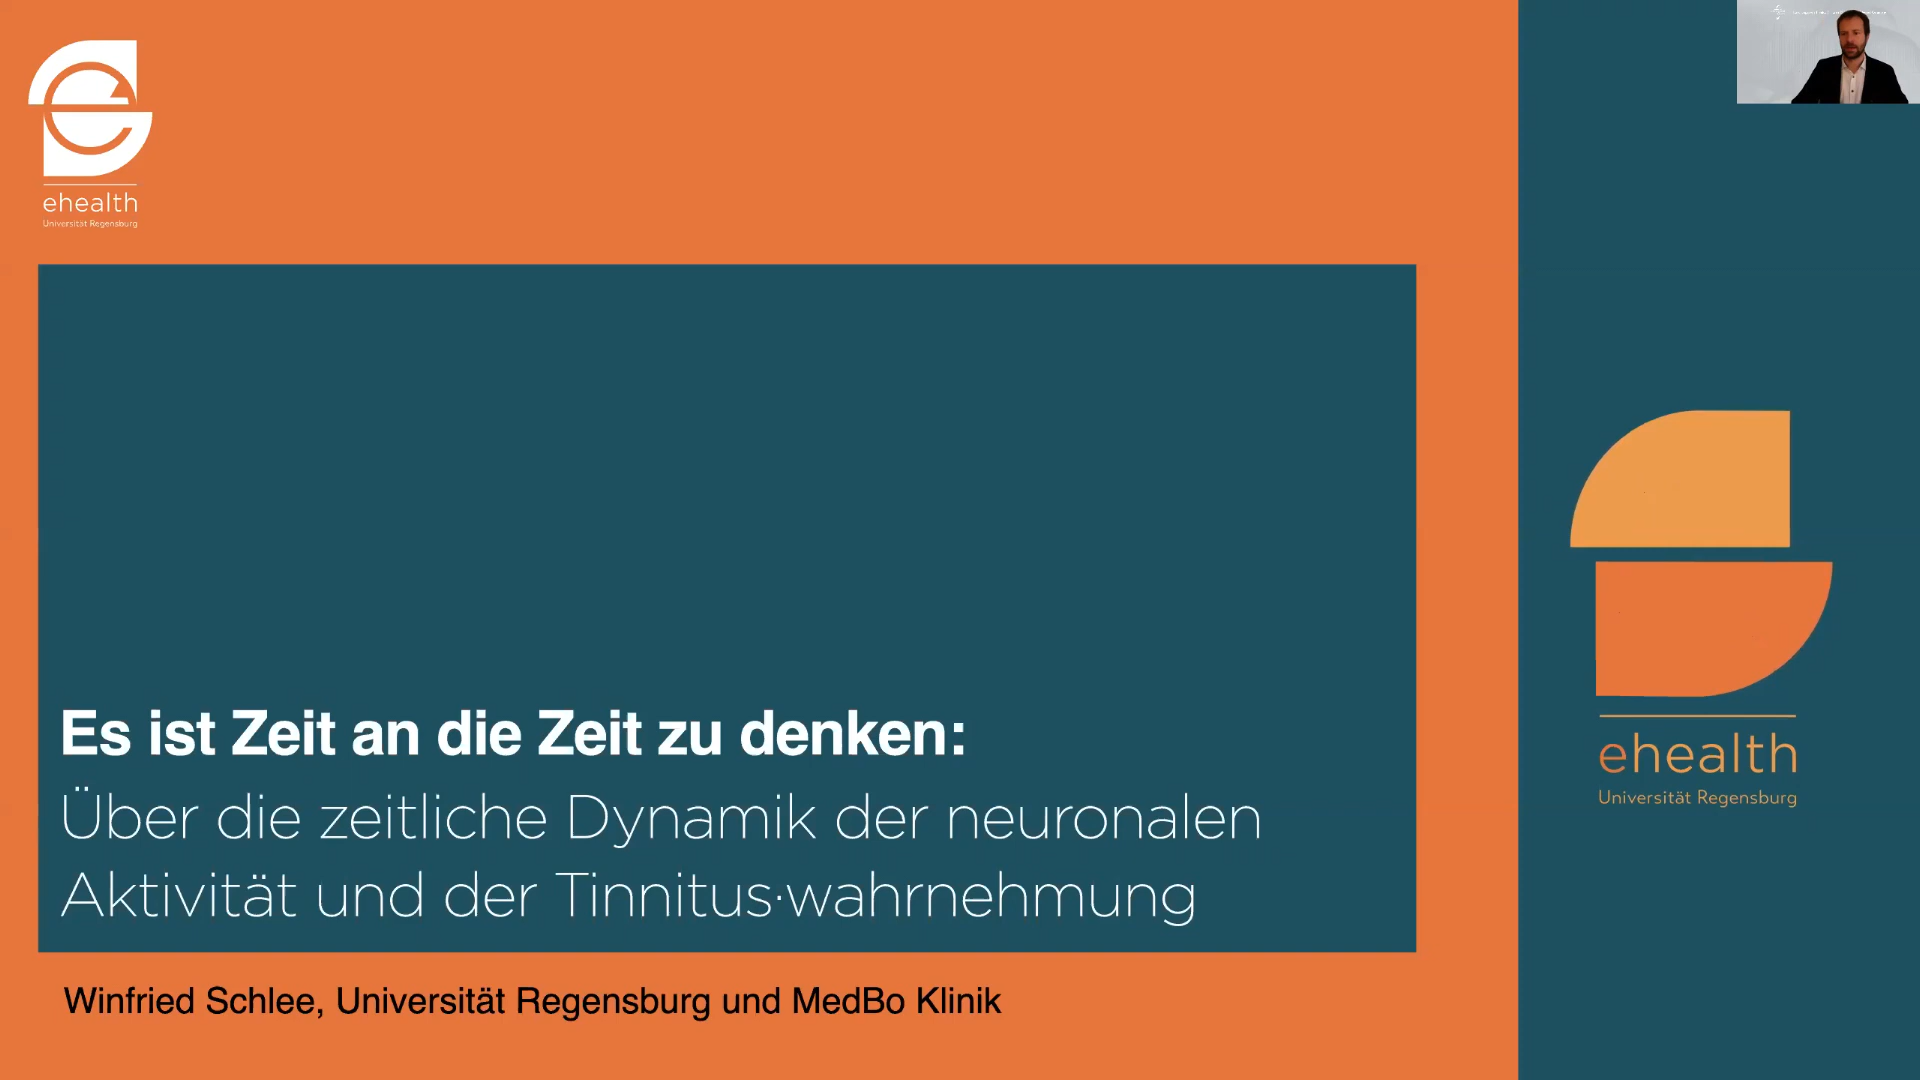 ehealth
Universität Regensburg
Es ist Zeit an die Zeit zu denken:
Über die zeitliche Dynamik der neuronalen
Aktivität und der Tinnitus·wahrnehmung
Winfried Schlee, Universität Regensburg und MedBo Klinik
ehealth
Universität Regensburg